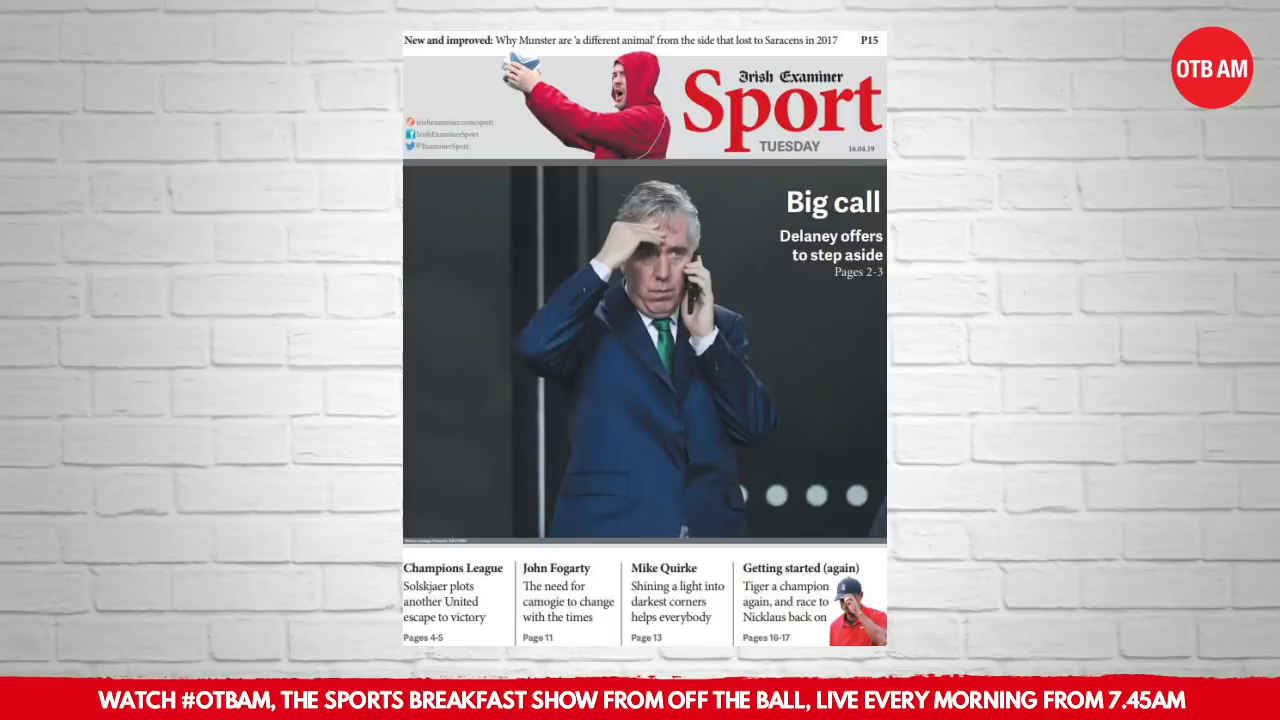 New and improved: Why Munster are ‘a different animal’ from the side that lost to Saracens in 2017 P15
OTB AM
Irish Examiner
Sport
TUESDAY 16.04.19
irishexaminer.com/sport
IrishExaminerSport
@ExaminerSport
Big call
Delaney offers
to step aside
Pages 2-3
Champions League
Solskjaer plots
another United
escape to victory
Pages 4-5
John Fogarty
The need for
camogie to change
with the times
Page 11
Mike Quirke
Shining a light into
darkest corners
helps everybody
Page 13
Getting started (again)
Tiger a champion
again, and race to
Nicklaus back on
Pages 16-17
WATCH #OTBAM, THE SPORTS BREAKFAST SHOW FROM OFF THE BALL, LIVE EVERY MORNING FROM 7.45AM